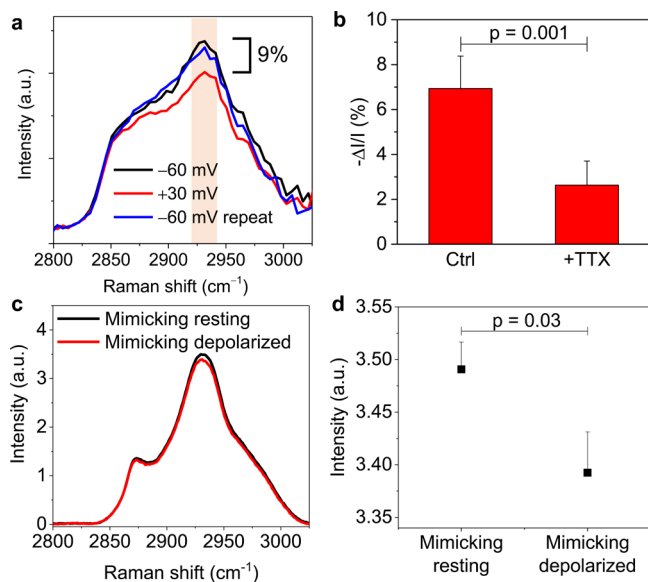 a
9%
Intensity (a.u.)
−60 mV
+30 mV
−60 mV repeat
2800 2850 2900 2950 3000
Raman shift (cm⁻¹)
b
10
8
6
4
2
0
-ΔI/I (%)
p = 0.001
Ctrl +TTX
c
Mimicking resting
Mimicking depolarized
4
3
2
1
0
Intensity (a.u.)
2800 2850 2900 2950 3000
Raman shift (cm⁻¹)
d
3.55
3.50
3.45
3.40
3.35
Intensity (a.u.)
p = 0.03
Mimicking Mimicking
resting depolarized